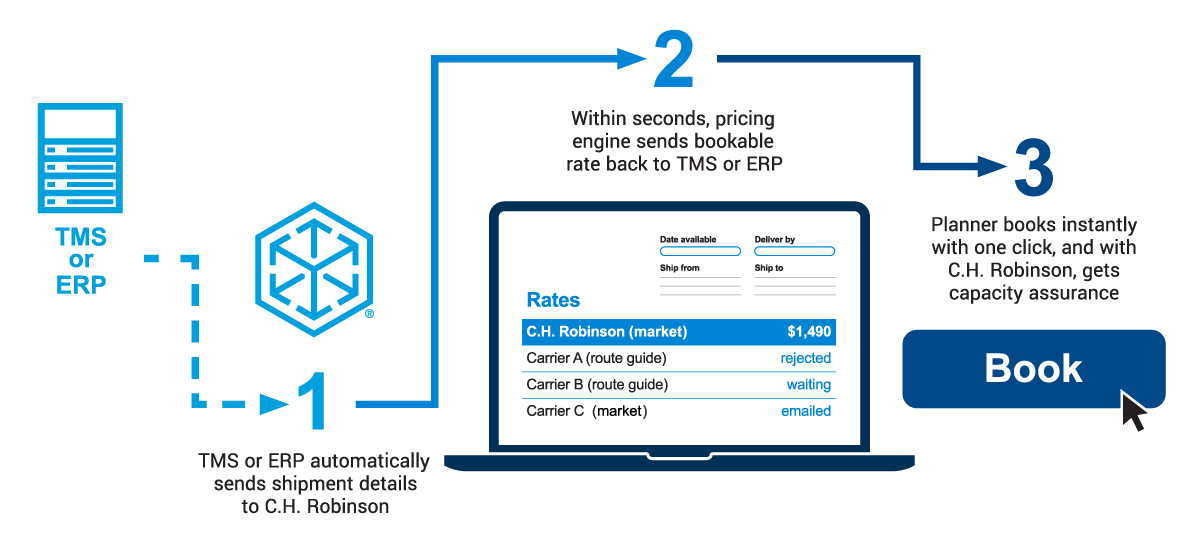 TMS
or
ERP
®
1
TMS or ERP automatically
sends shipment details
to C.H. Robinson
2
Within seconds, pricing
engine sends bookable
rate back to TMS or ERP
Date available Deliver by
Ship from Ship to
Rates
C.H. Robinson (market) $1,490
Carrier A (route guide) rejected
Carrier B (route guide) waiting
Carrier C (market) emailed
3
Planner books instantly
with one click, and with
C.H. Robinson, gets
capacity assurance
Book